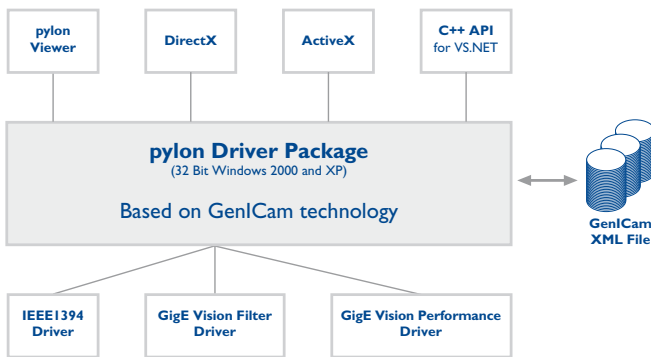 pylon
Viewer
DirectX
ActiveX
C++ API
for VS.NET
pylon Driver Package
(32 Bit Windows 2000 and XP)
Based on GenICam technology
GenICam
XML File
IEEE1394
Driver
GigE Vision Filter
Driver
GigE Vision Performance
Driver